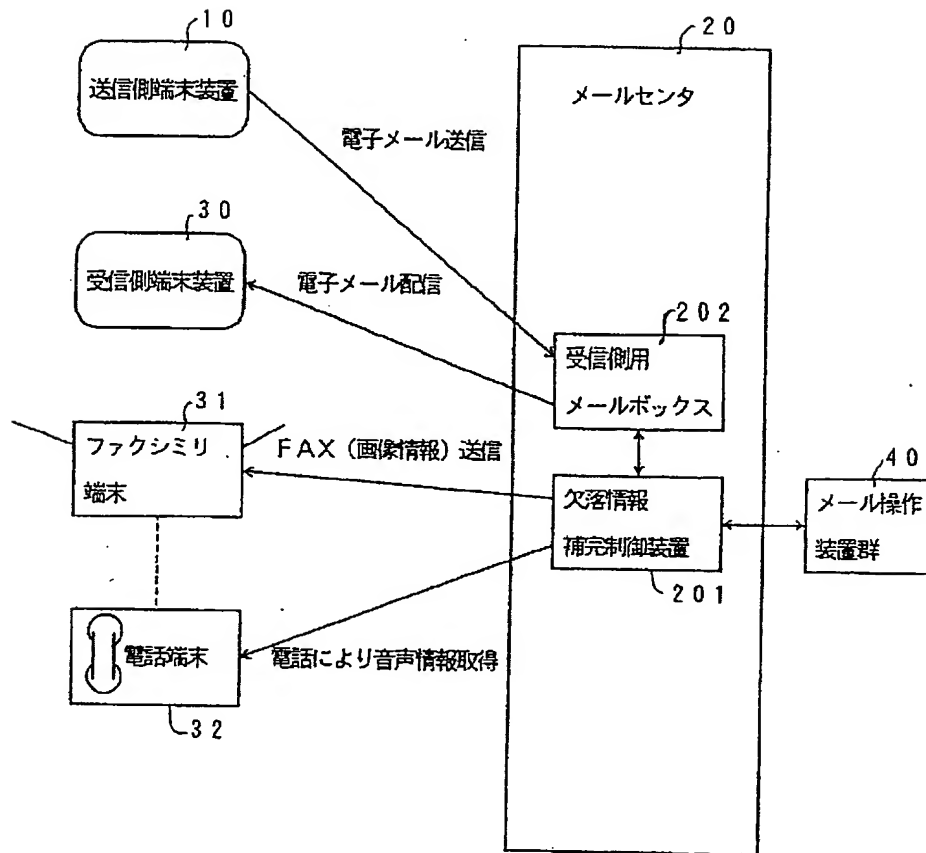 10
送信側端末装置
20
メールセンタ
電子メール送信
30
受信側端末装置
電子メール配信
202
受信側用
メールボックス
31
ファクシミリ
端末
FAX(画像情報)送信
欠落情報
補完制御装置
201
40
メール操作
装置群
電話端末
32
電話により音声情報取得